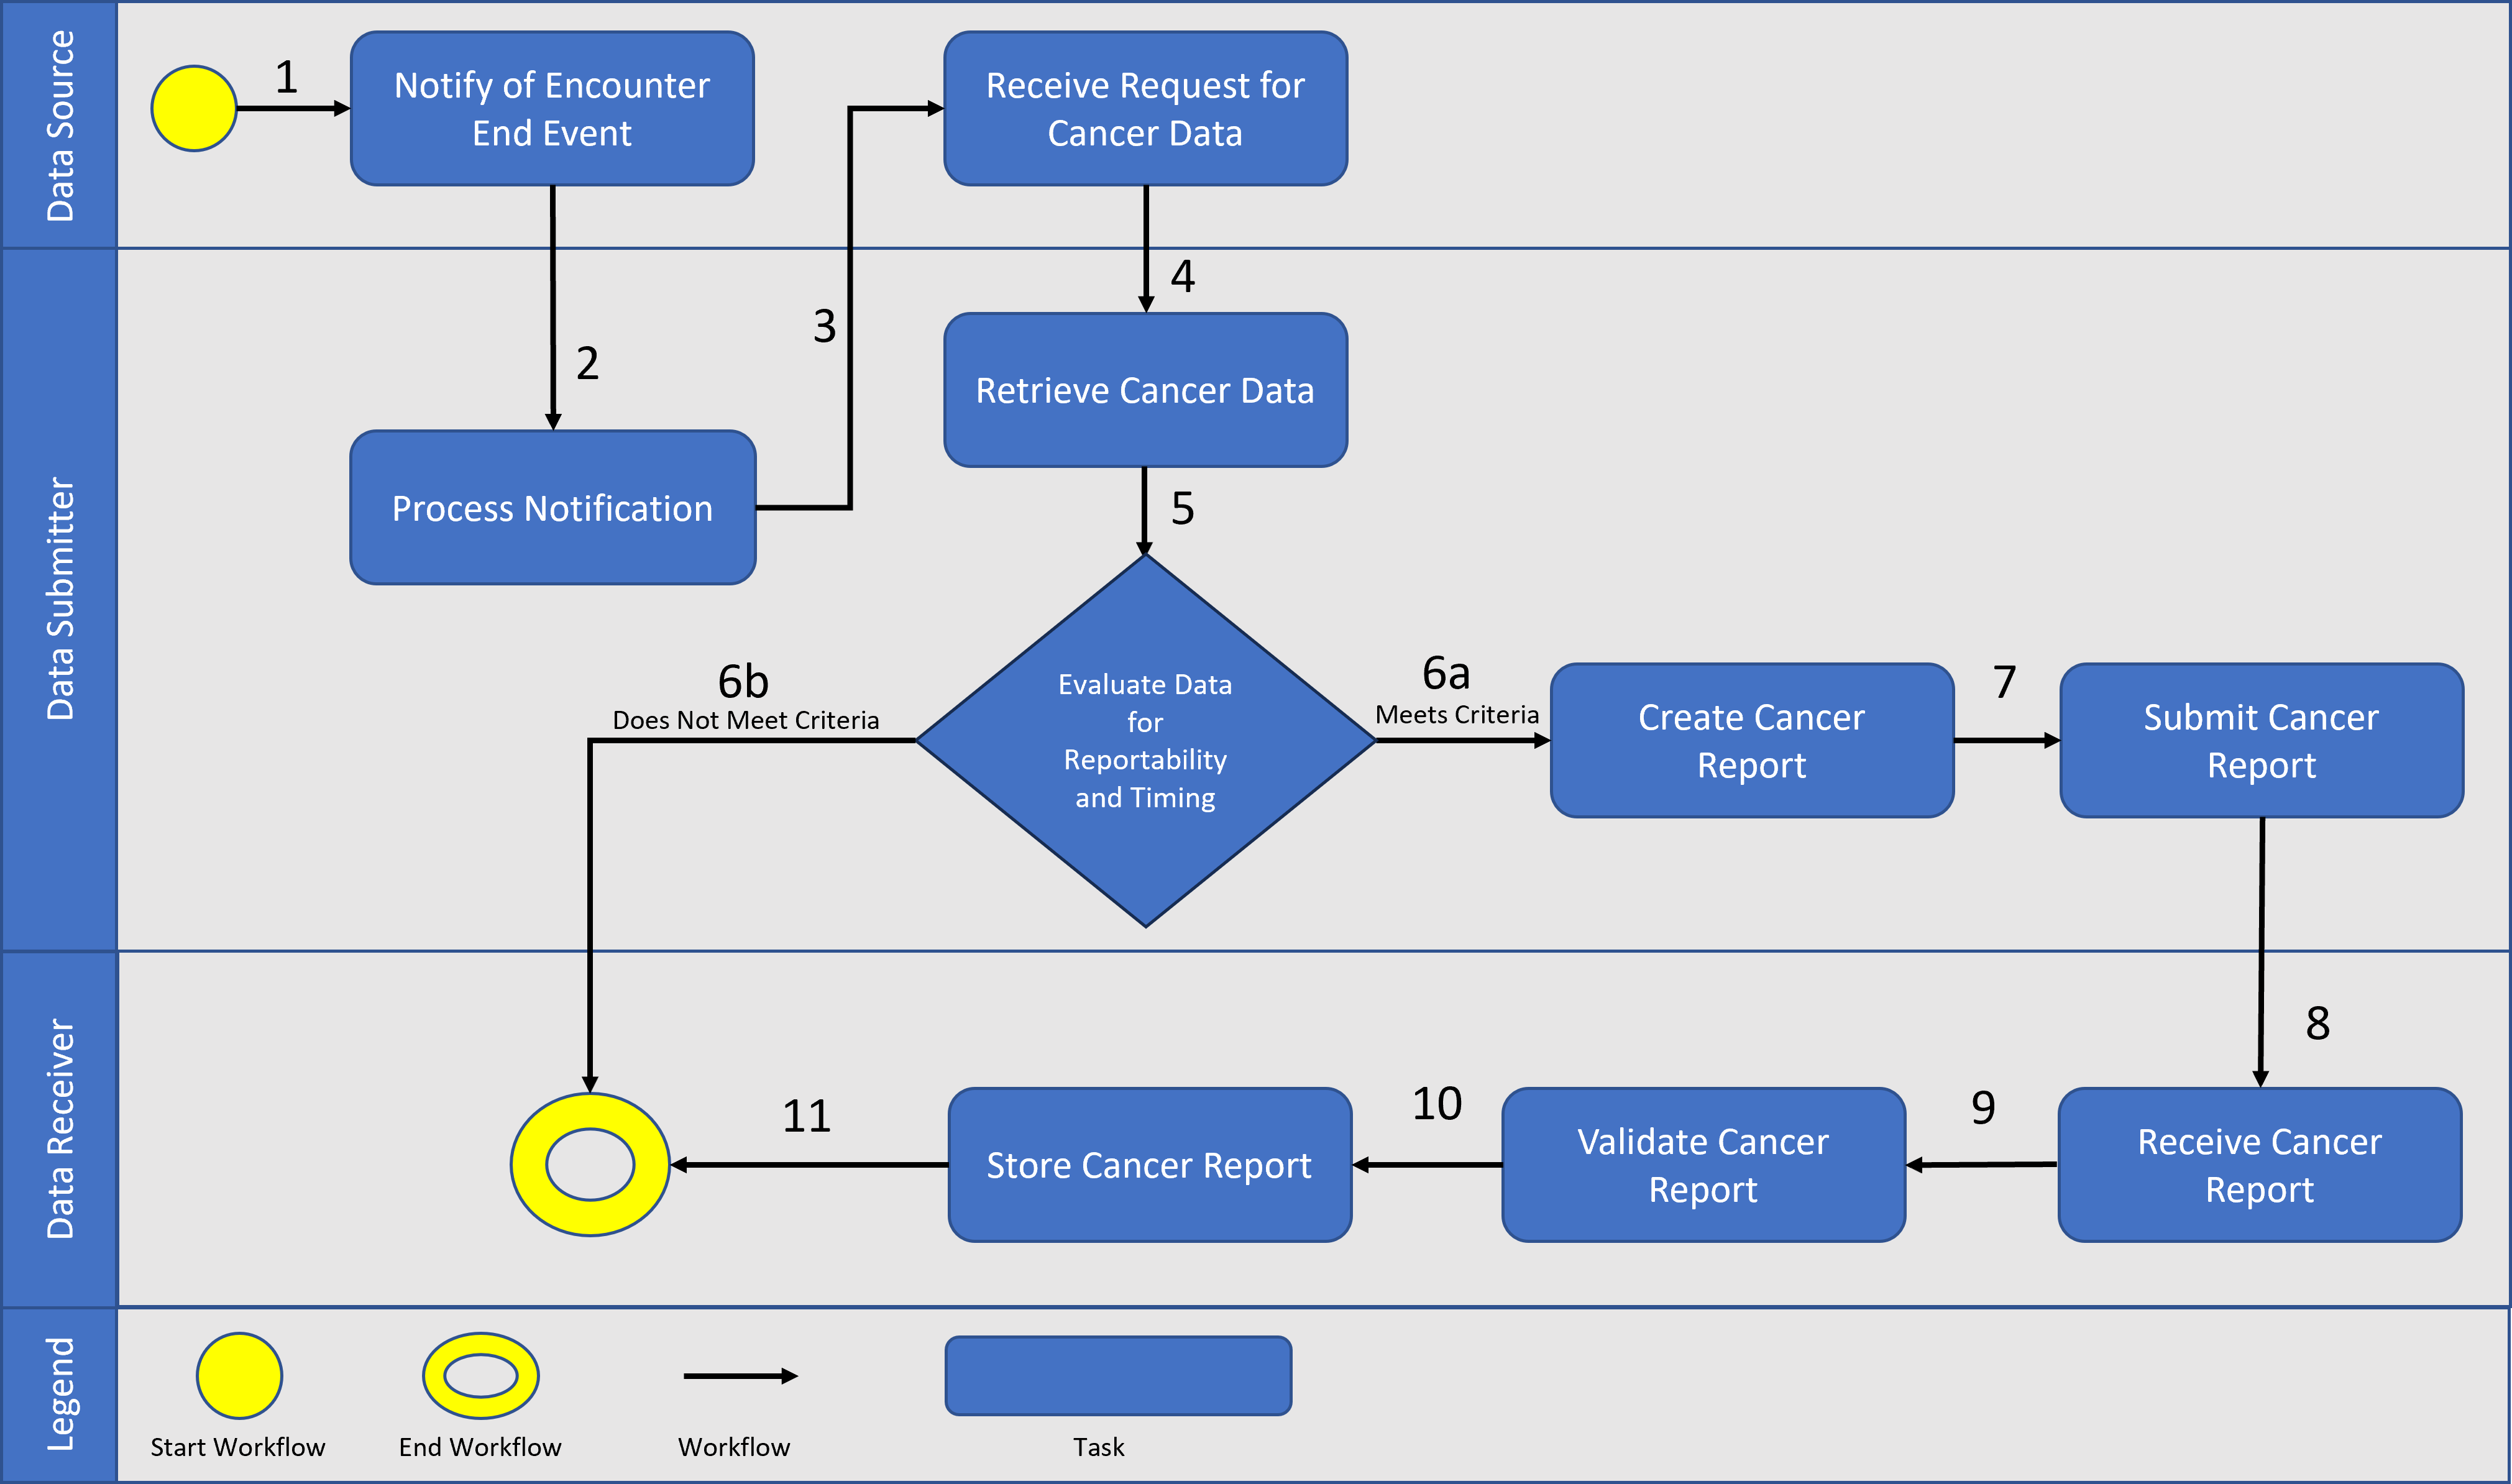 Data Source
1
Notify of Encounter
End Event
Receive Request for
Cancer Data
Data Submitter
2
3
4
Retrieve Cancer Data
Process Notification
5
Evaluate Data
for
Reportability
and Timing
6b
Does Not Meet Criteria
6a
Meets Criteria
Create Cancer
Report
7
Submit Cancer
Report
Data Receiver
8
Receive Cancer
Report
9
Validate Cancer
Report
10
Store Cancer Report
11
Legend
Start Workflow
End Workflow
Workflow
Task